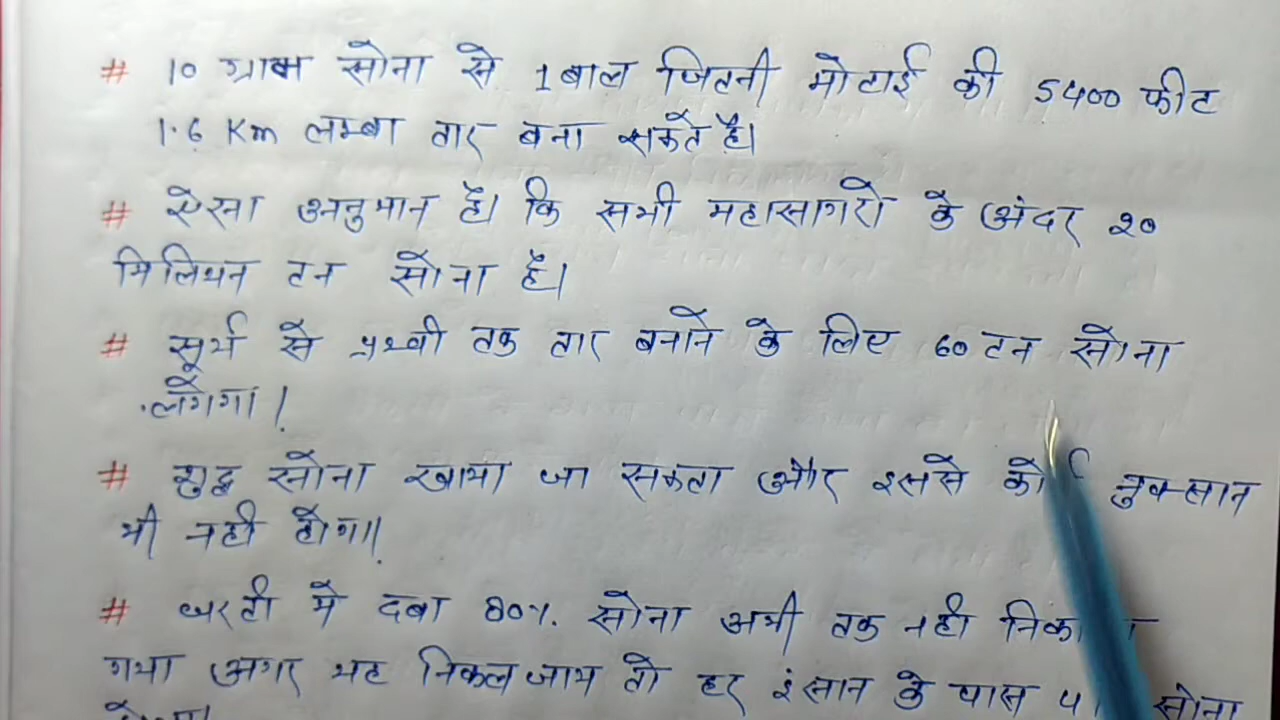 # 10 ग्राम सोना से 1 बाल जितनी मोटाई की 5400 फीट
1.6 Km लम्बा तार बना सकते है।
# ऐसा अनुमान है। कि सभी महासागरो के अंदर 20
मिलियन टन सोना है।
# सूर्य से पृथ्वी तक तार बनाने के लिए 60 टन सोना
लगेगा।
# शुद्ध सोना खाया जा सकता और इससे कोई नुक्सान
भी नही होगा।
# धरती मे दबा 80%. सोना अभी तक नही
गया अगर यह निकल जाय तो हर इंसान के पास सोना